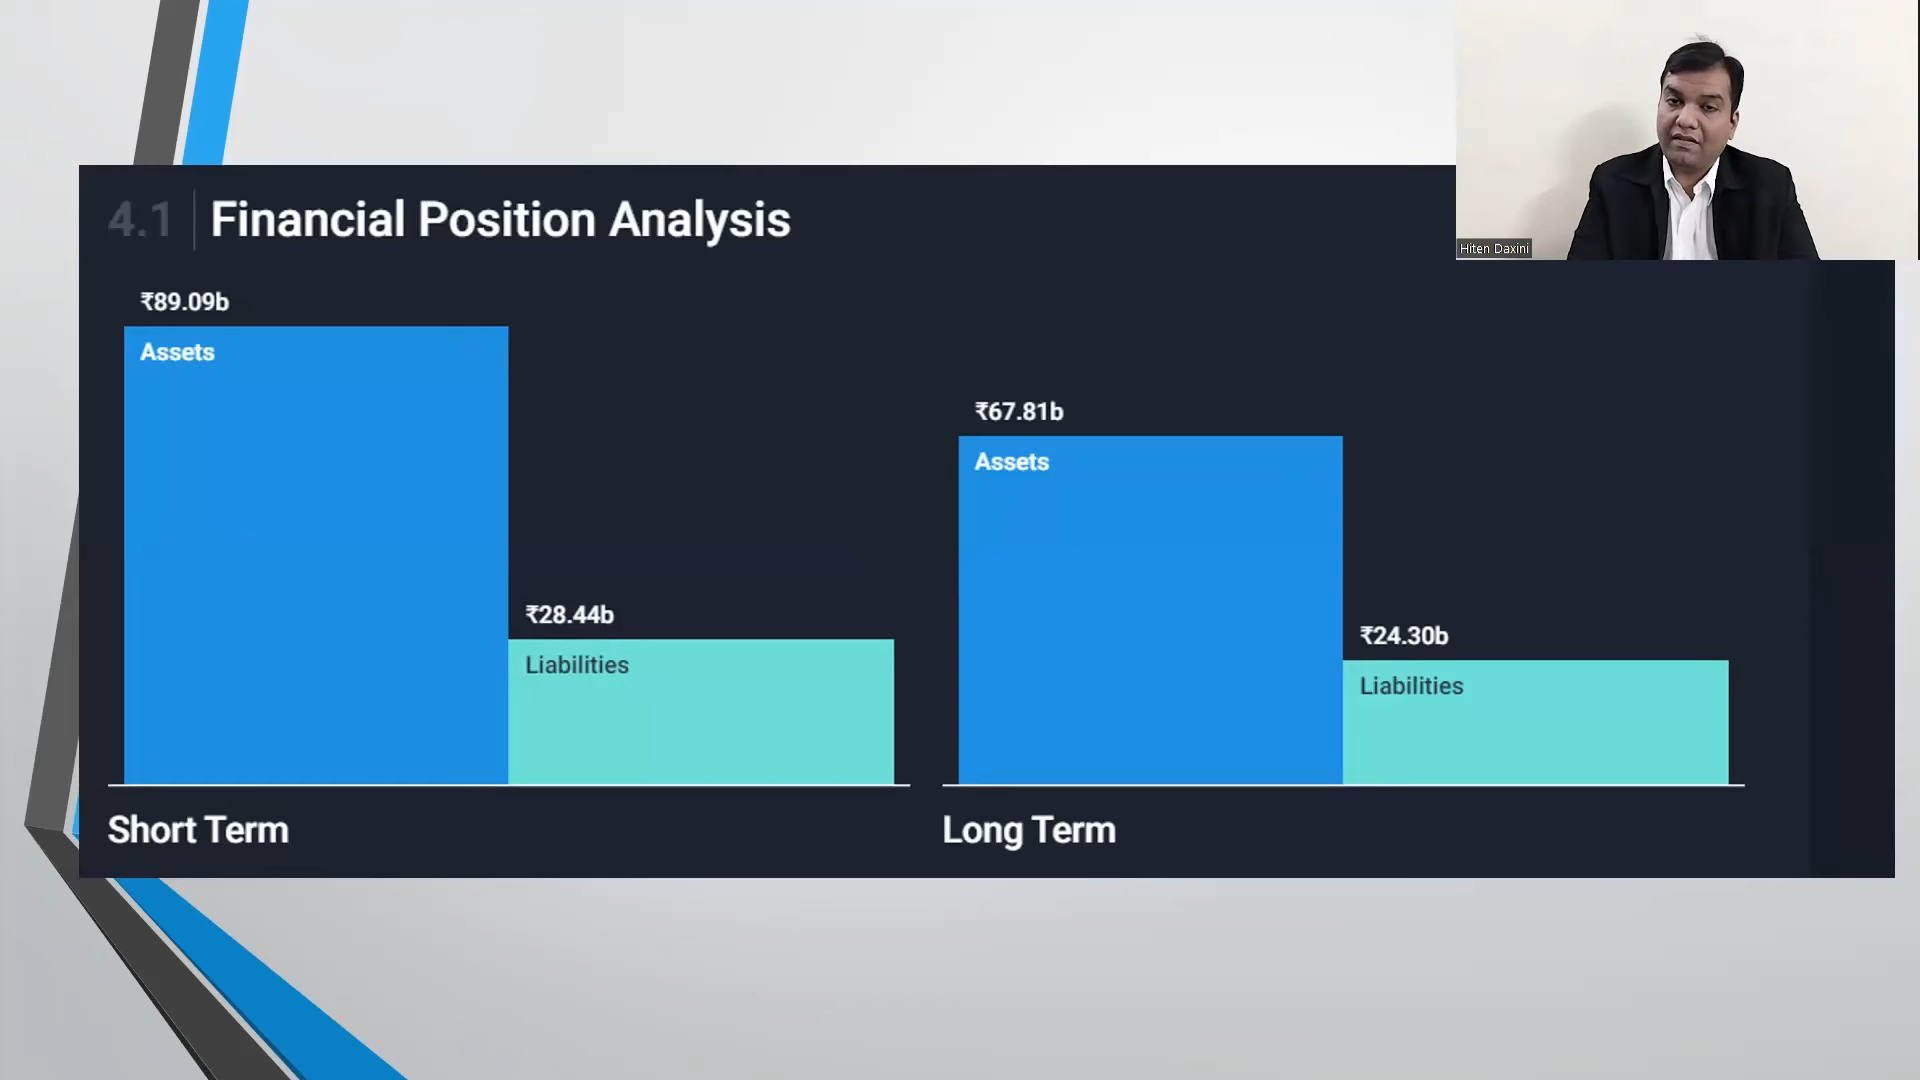 4.1 Financial Position Analysis
Hiten Daxini
₹89.09b
Assets
₹28.44b
Liabilities
Short Term
₹67.81b
Assets
₹24.30b
Liabilities
Long Term